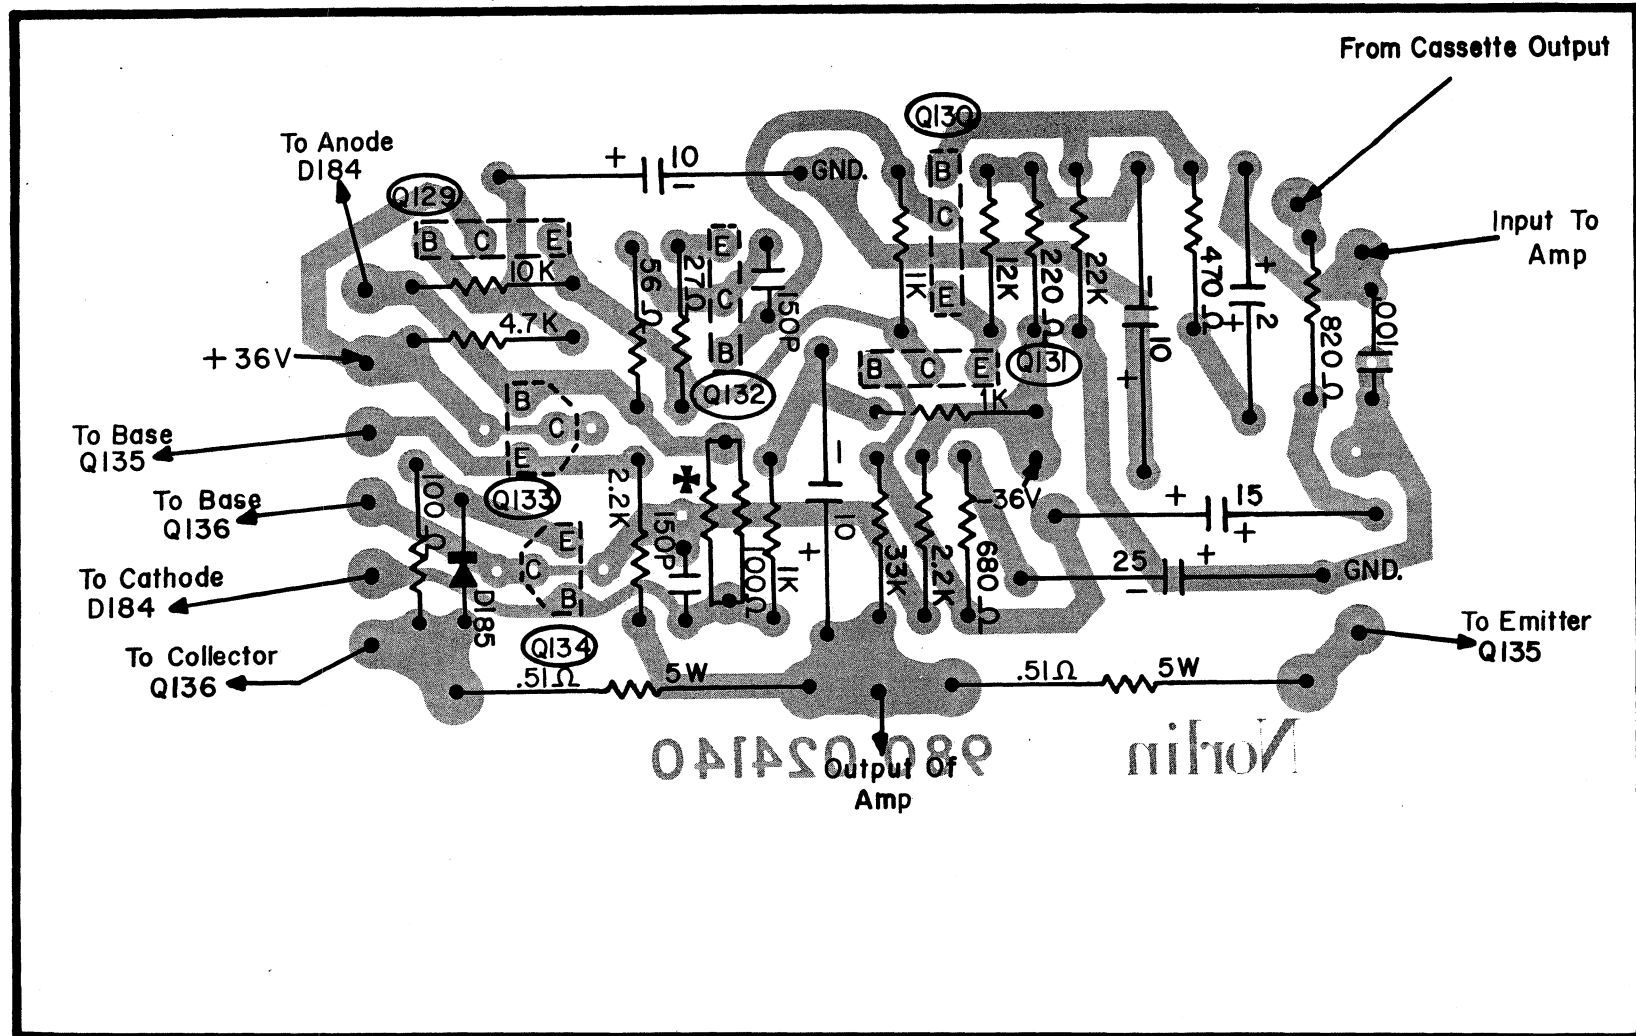 From Cassette Output
Q130
To Anode
D184
+ 10 -
GND.
Q129
B C E
B
C
E
Input To
Amp
10K
56Ω
27Ω
E
C
B
150P
1K
12K
220Ω
22K
- 10 +
470Ω
+ 2 +
820Ω
.001
4.7K
+36V
B C E
Q131
Q132
1K
B
C
E
To Base
Q135
Q133
-36V
100Ω
2.2K
150P
100Ω
1K
- 10 +
33K
2.2K
680Ω
+ 15 +
To Base
Q136
E
C
B
25 - +
GND.
To Cathode
D184
D185
Q134
To Emitter
Q135
To Collector
Q136
.51Ω 5W
.51Ω 5W
980-024140
Norlin
Output Of
Amp